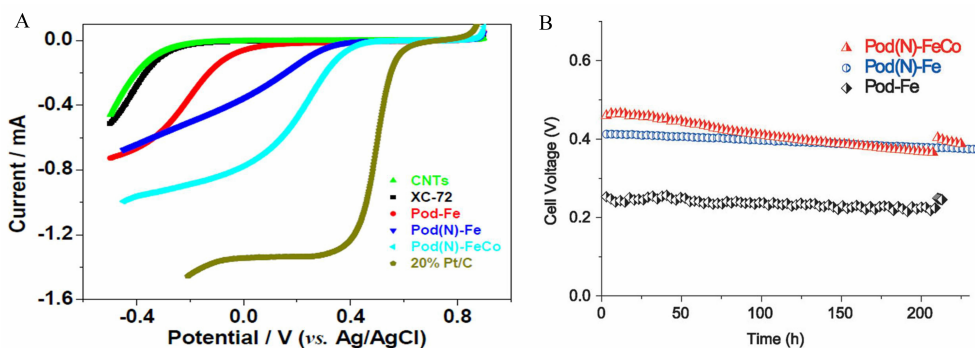 A
0.0
-0.4
-0.8
-1.2
-1.6
Current / mA
-0.4
0.0
0.4
0.8
Potential / V (vs. Ag/AgCl)
CNTs
XC-72
Pod-Fe
Pod(N)-Fe
Pod(N)-FeCo
20% Pt/C
B
0.6
0.4
0.2
0.0
Cell Voltage (V)
0
50
100
150
200
Time (h)
Pod(N)-FeCo
Pod(N)-Fe
Pod-Fe